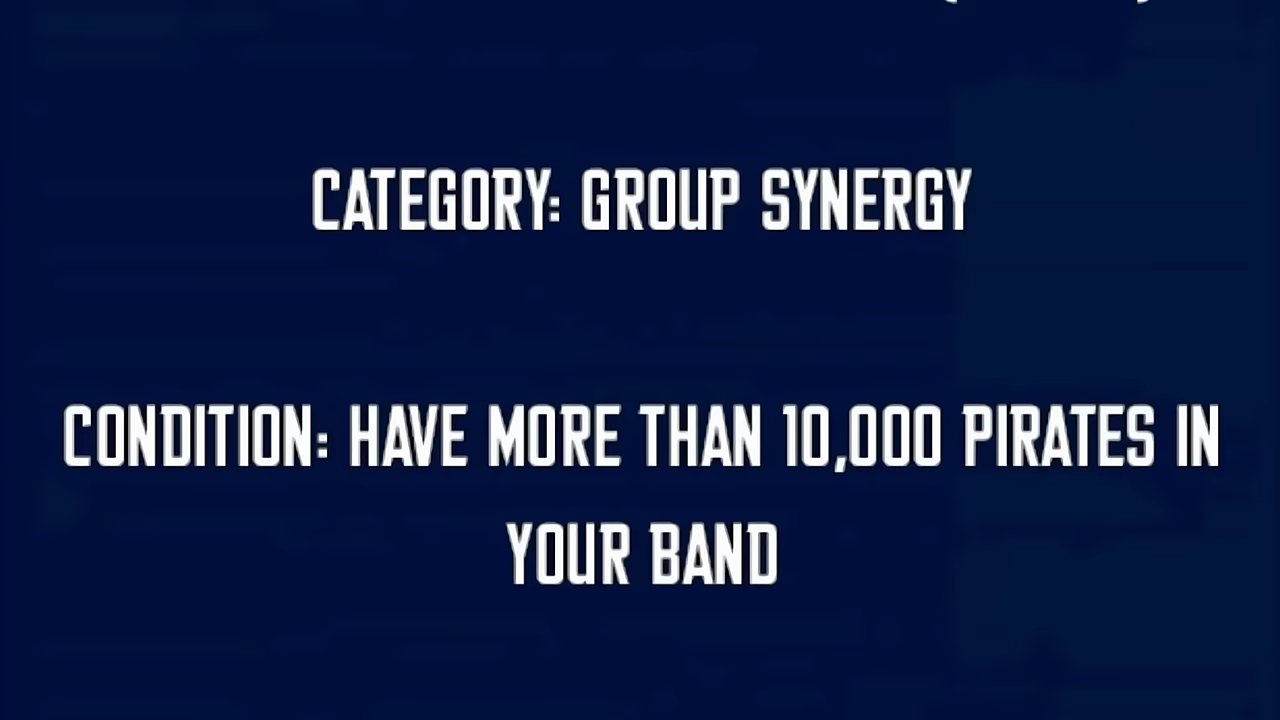 CATEGORY: GROUP SYNERGY
CONDITION: HAVE MORE THAN 10,000 PIRATES IN
YOUR BAND